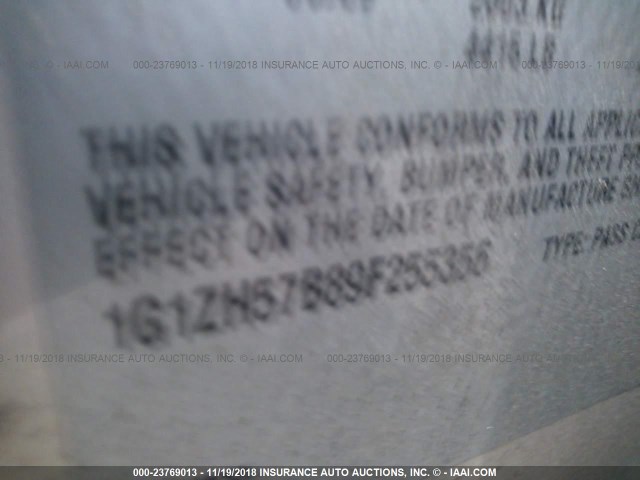 4415 LB
000-23769013 - 11/19/2018 INSURANCE AUTO AUCTIONS, INC. © - IAAI.COM
THIS VEHICLE CONFORMS TO ALL APPLIC
VEHICLE SAFETY, BUMPER, AND THEFT
EFFECT ON THE DATE OF MANUFACTURE
TYPE: PASS
1G1ZH57B89F255356
000-23769013 - 11/19/2018 INSURANCE AUTO AUCTIONS, INC. © - IAAI.COM
000-23769013 - 11/19/2018 INSURANCE AUTO AUCTIONS, INC. © - IAAI.COM